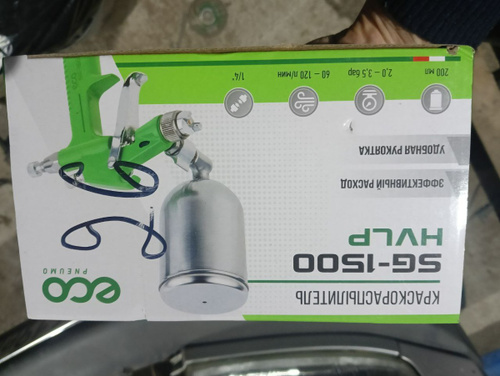 eco
PNEUMO
КРАСКОРАСПЫЛИТЕЛЬ
SG-1500
HVLP
ЭФФЕКТИВНЫЙ РАСХОД
УДОБНАЯ РУКОЯТКА
200 мл
2,0 – 3,5 бар
60 – 120 л/мин
1/4"